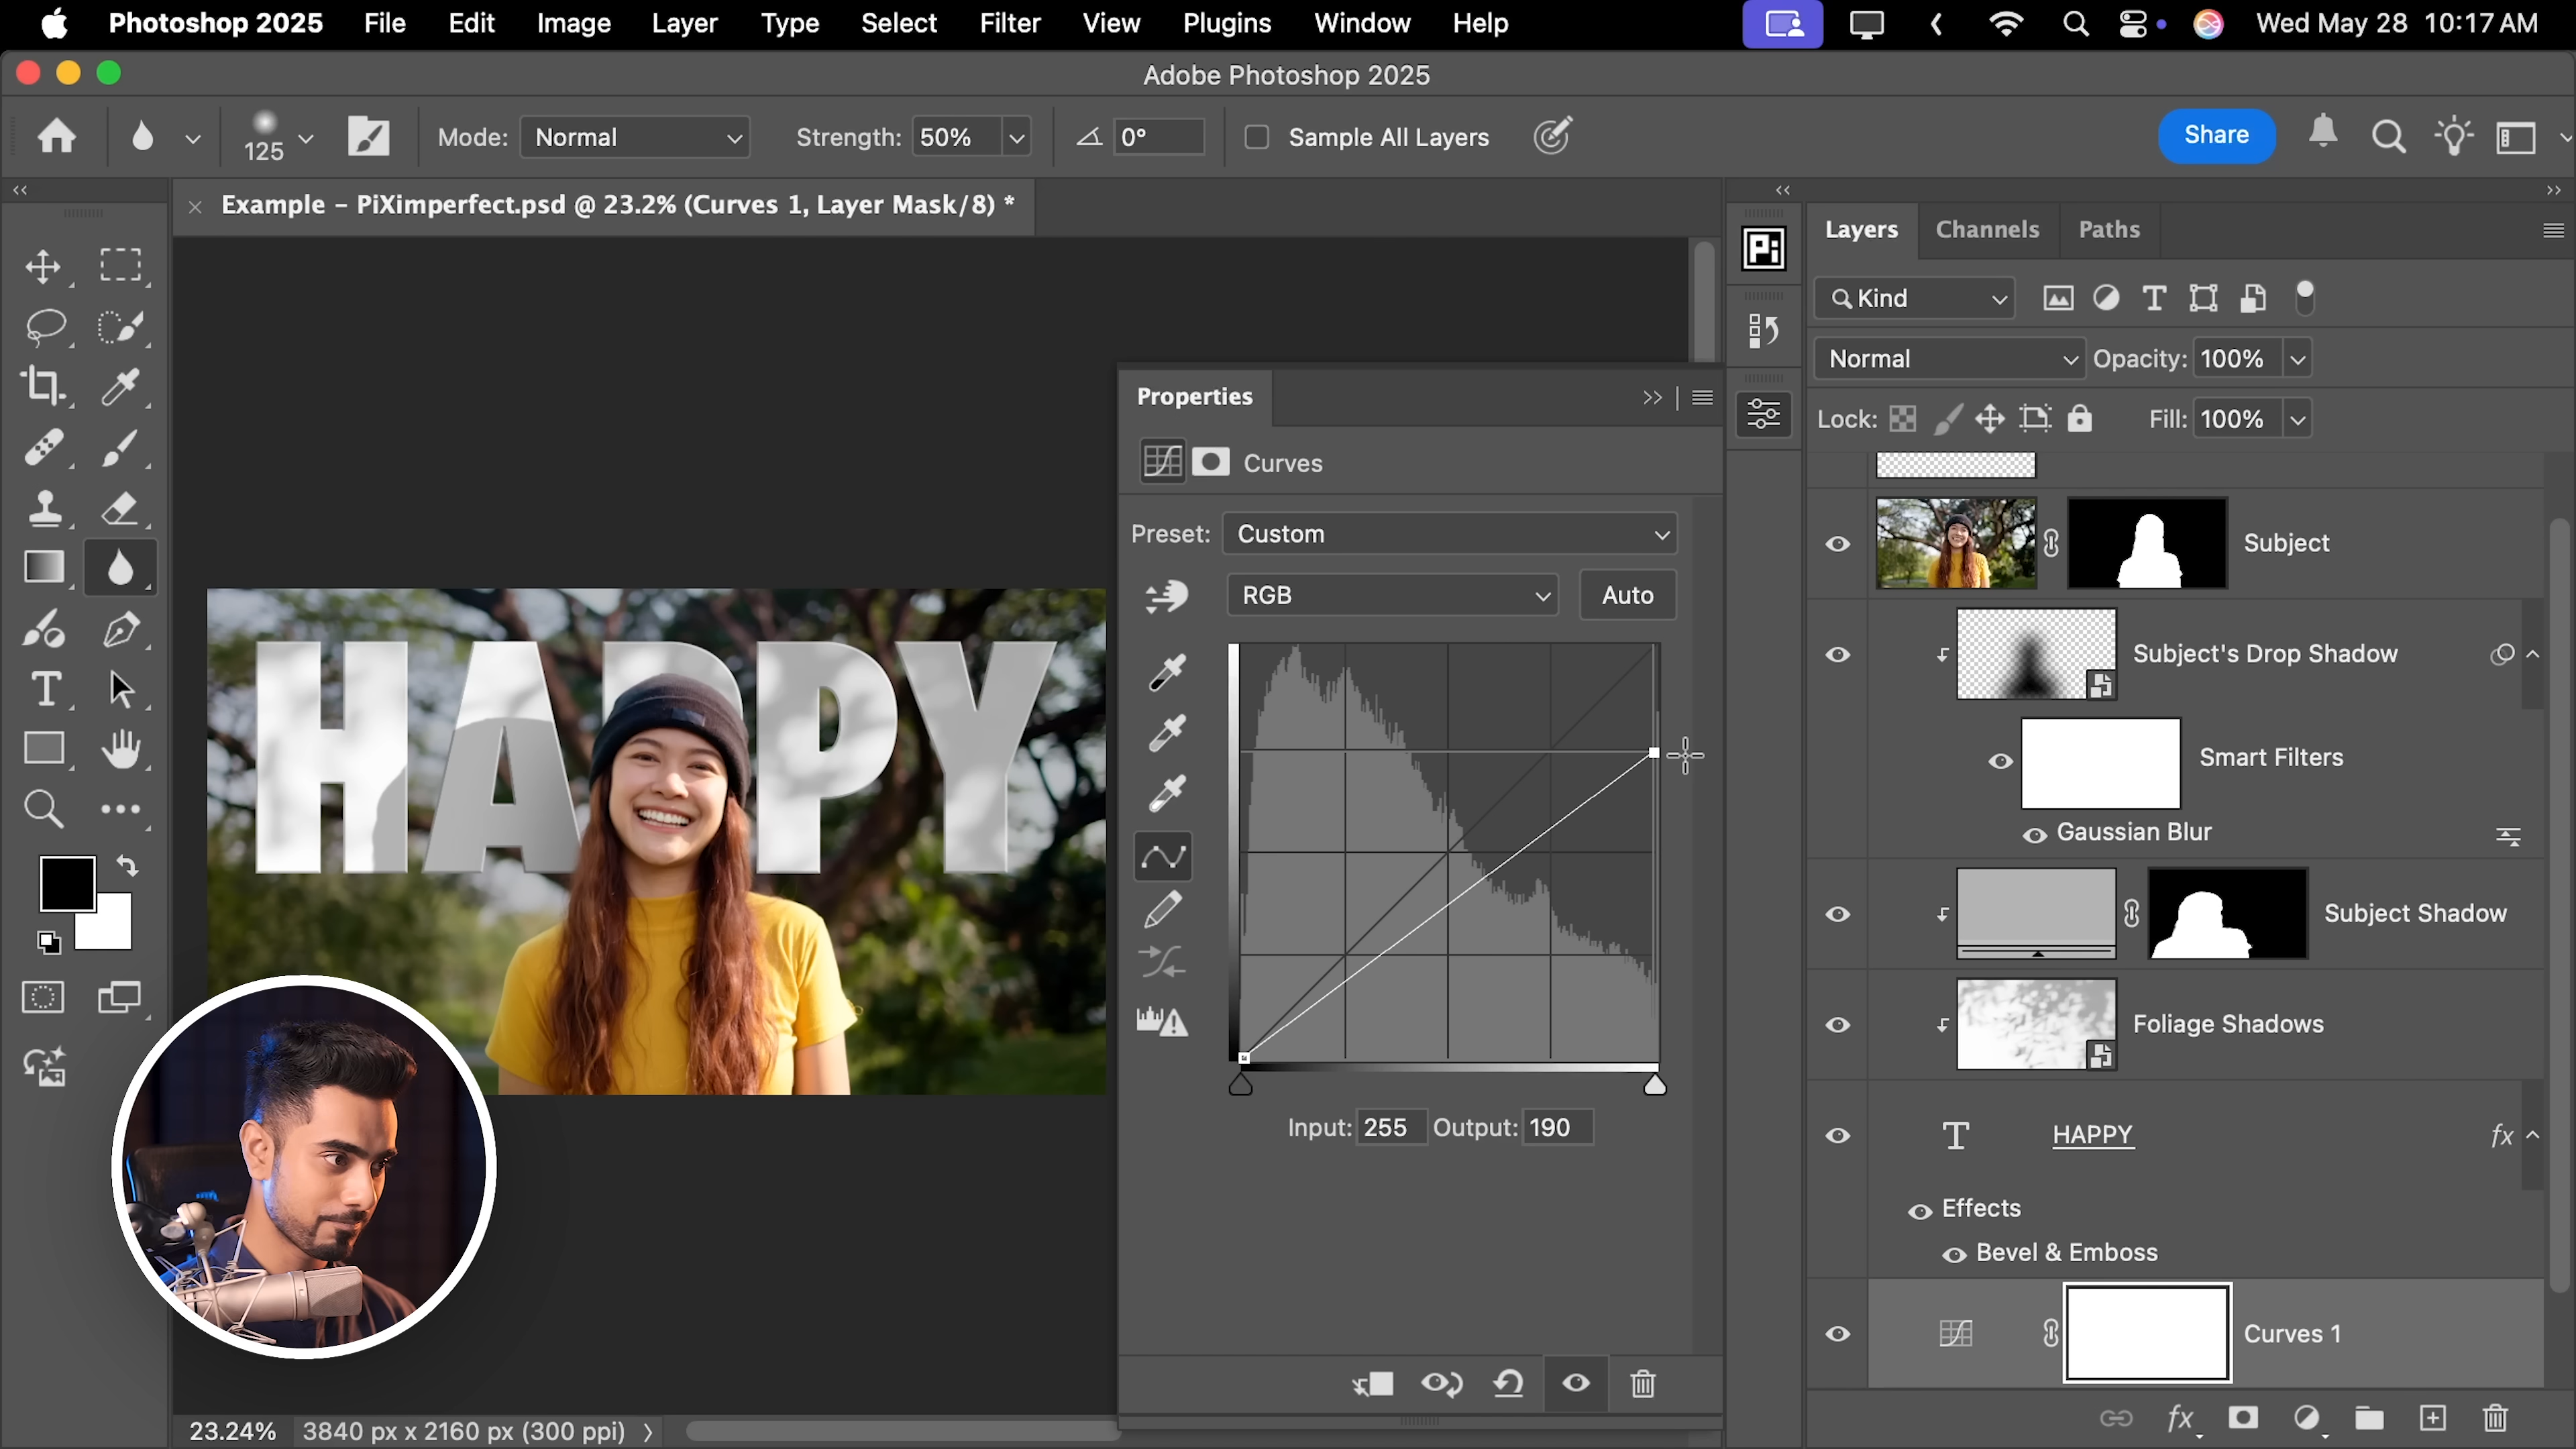 Photoshop 2025 File Edit Image Layer Type Select Filter View Plugins Window Help Wed May 28 10:17 AM
Adobe Photoshop 2025
125 Mode: Normal Strength: 50% 0° Sample All Layers Share
Example – PiXimperfect.psd @ 23.2% (Curves 1, Layer Mask/8) *
Layers Channels Paths
Pi
Kind
Normal Opacity: 100%
Lock: Fill: 100%
Properties
Curves
Preset: Custom
RGB Auto
Input: 255 Output: 190
HAPPY
Subject
Subject's Drop Shadow
Smart Filters
Gaussian Blur
Subject Shadow
Foliage Shadows
T HAPPY fx
Effects
Bevel & Emboss
Curves 1
fx
23.24% 3840 px x 2160 px (300 ppi)